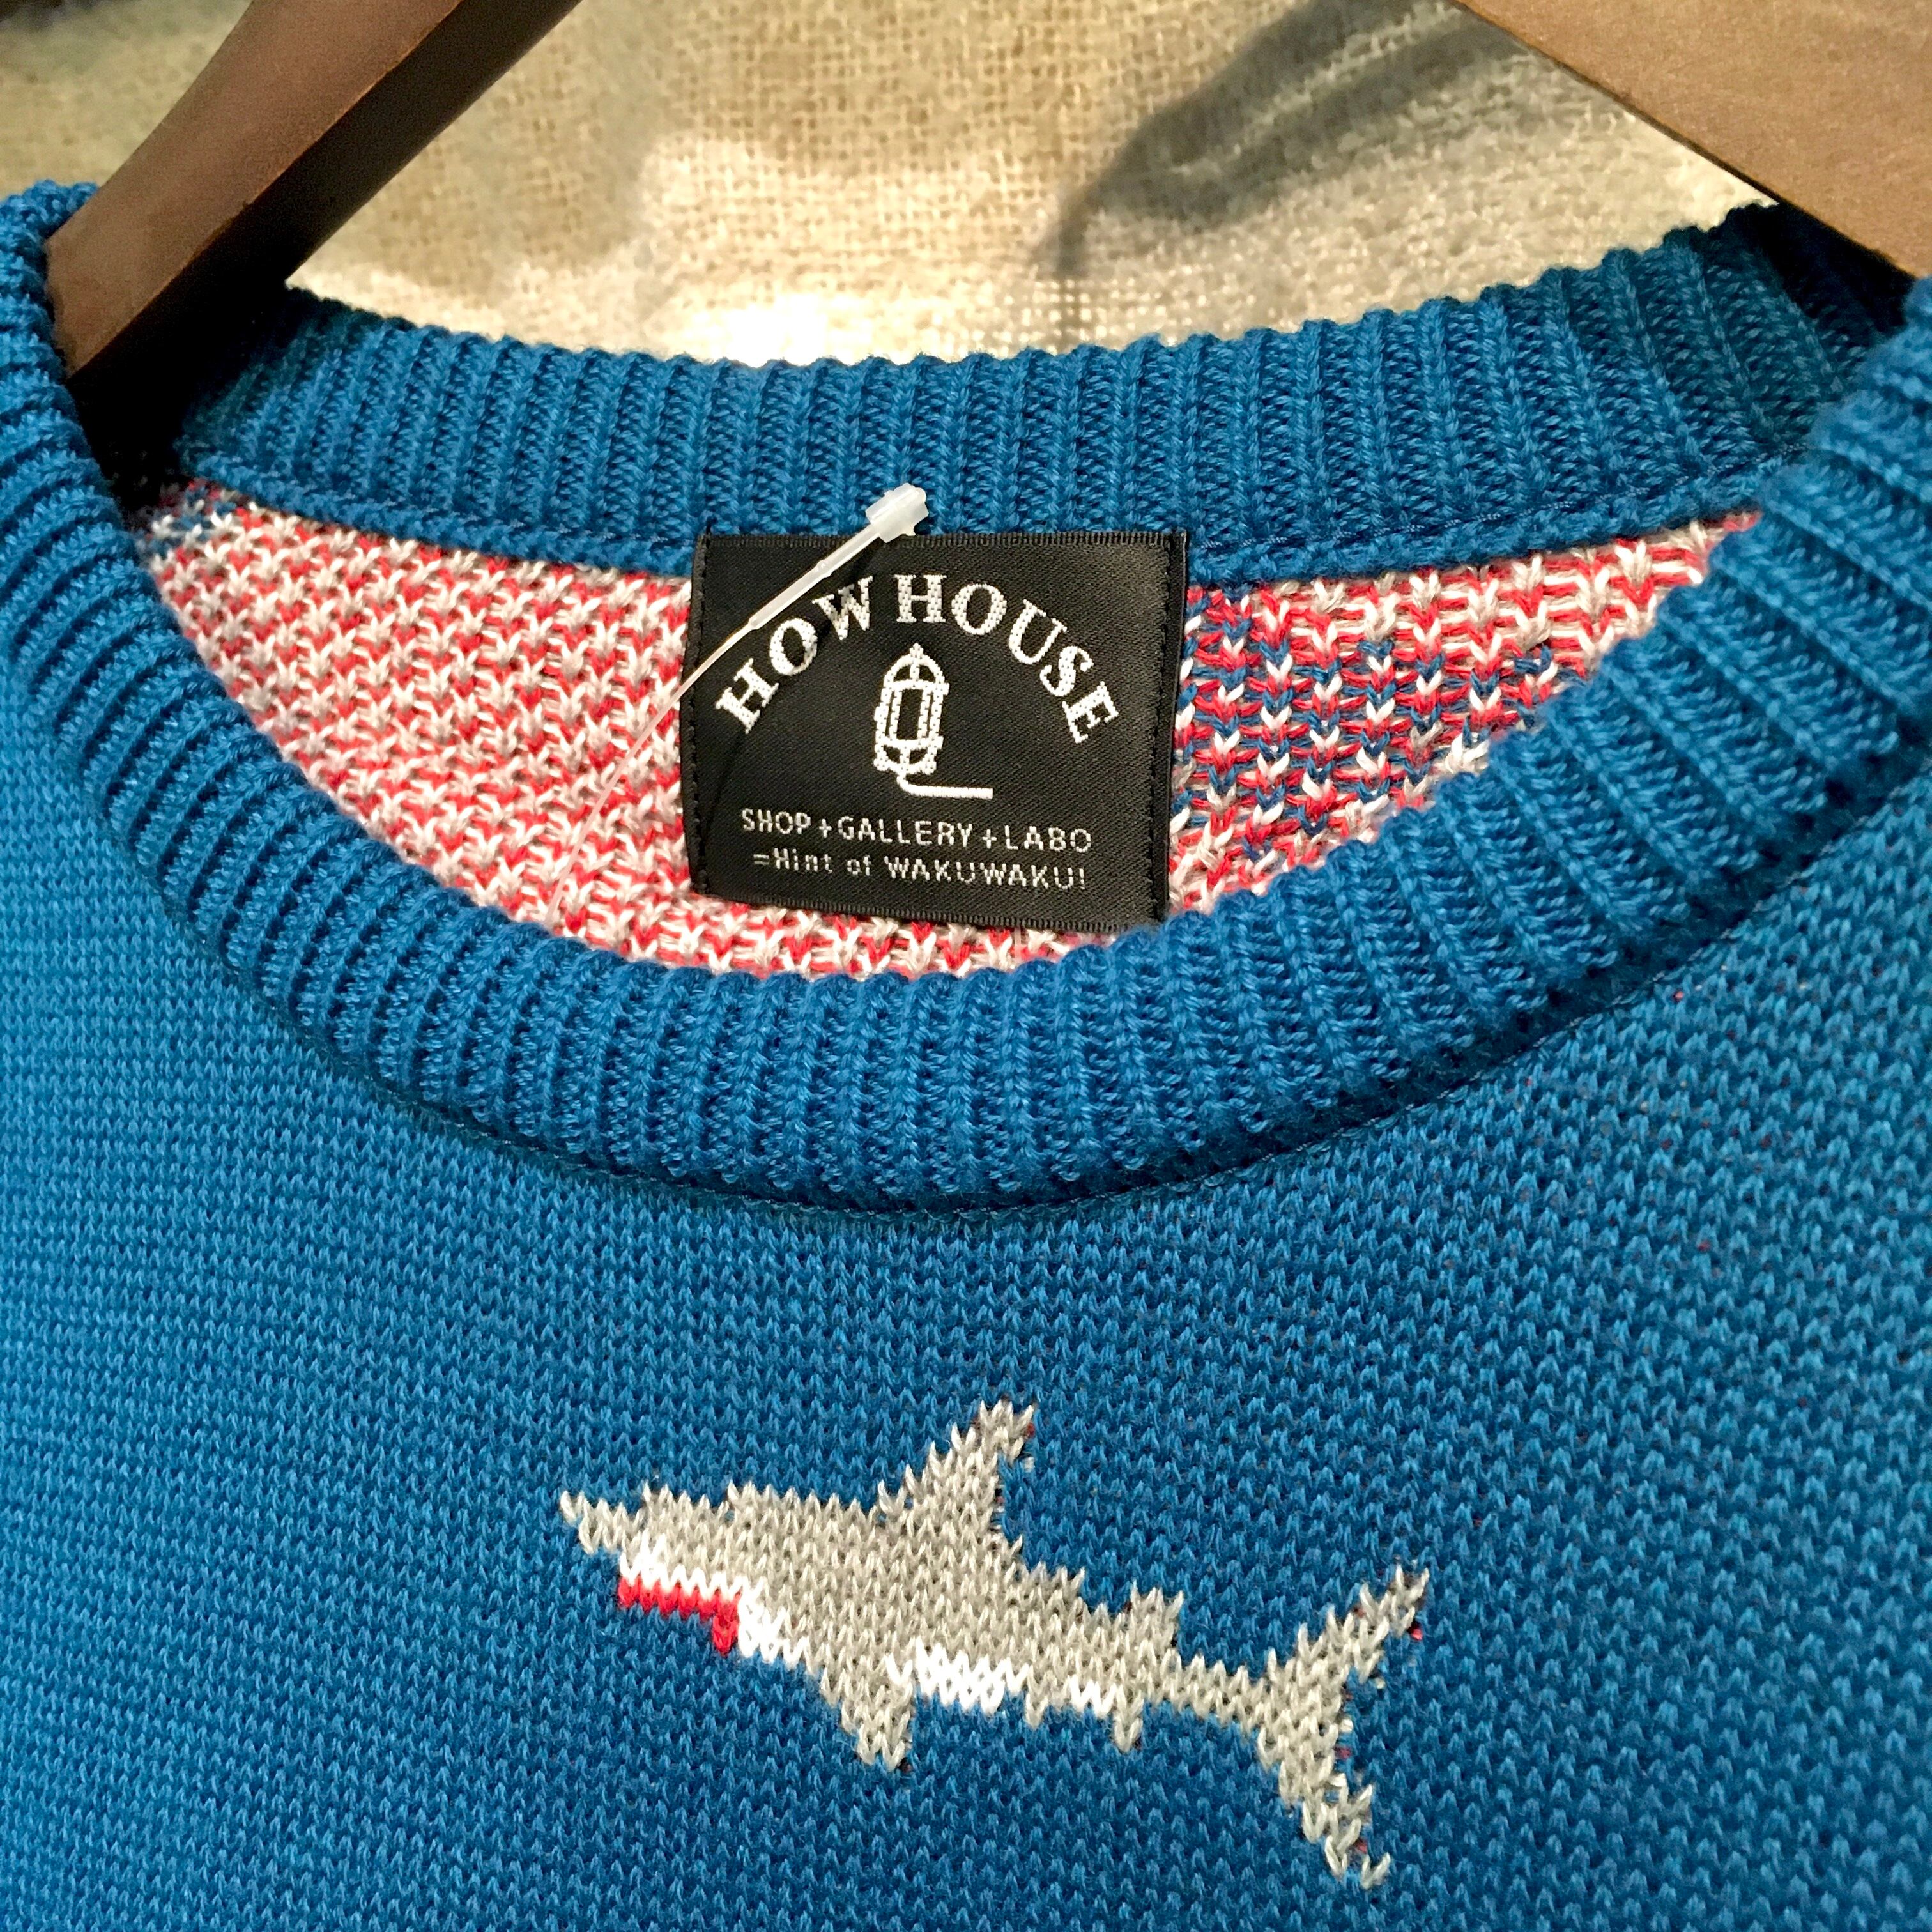 HOW HOUSE
SHOP+GALLERY+LABO
=Hint of WAKUWAKU!